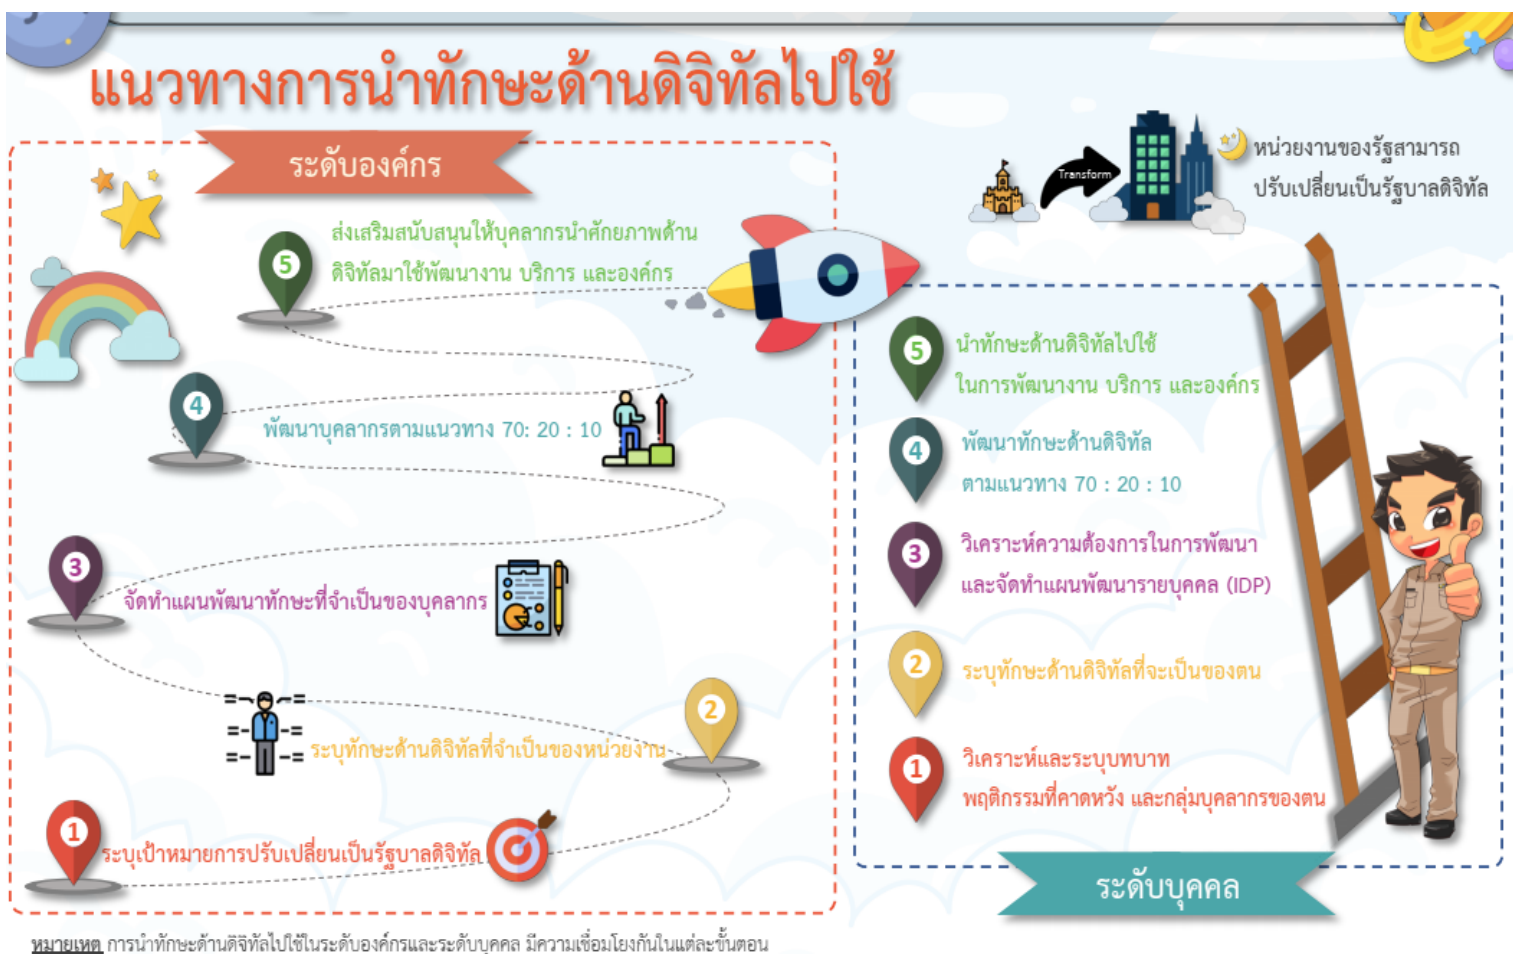 แนวทางการนำทักษะด้านดิจิทัลไปใช้
ระดับองค์กร
5
ส่งเสริมสนับสนุนให้บุคลากรนำศักยภาพด้าน
ดิจิทัลมาใช้พัฒนางาน บริการ และองค์กร
4
พัฒนาบุคลากรตามแนวทาง 70: 20 : 10
3
จัดทำแผนพัฒนาทักษะที่จำเป็นของบุคลากร
2
ระบุทักษะด้านดิจิทัลที่จำเป็นของหน่วยงาน
1
ระบุเป้าหมายการปรับเปลี่ยนเป็นรัฐบาลดิจิทัล
Transform
หน่วยงานของรัฐสามารถ
ปรับเปลี่ยนเป็นรัฐบาลดิจิทัล
5
นำทักษะด้านดิจิทัลไปใช้
ในการพัฒนางาน บริการ และองค์กร
4
พัฒนาทักษะด้านดิจิทัล
ตามแนวทาง 70 : 20 : 10
3
วิเคราะห์ความต้องการในการพัฒนา
และจัดทำแผนพัฒนารายบุคคล (IDP)
2
ระบุทักษะด้านดิจิทัลที่จะเป็นของตน
1
วิเคราะห์และระบุบทบาท
พฤติกรรมที่คาดหวัง และกลุ่มบุคลากรของตน
ระดับบุคคล
หมายเหตุ การนำทักษะด้านดิจิทัลไปใช้ในระดับองค์กรและระดับบุคคล มีความเชื่อมโยงกันในแต่ละขั้นตอน